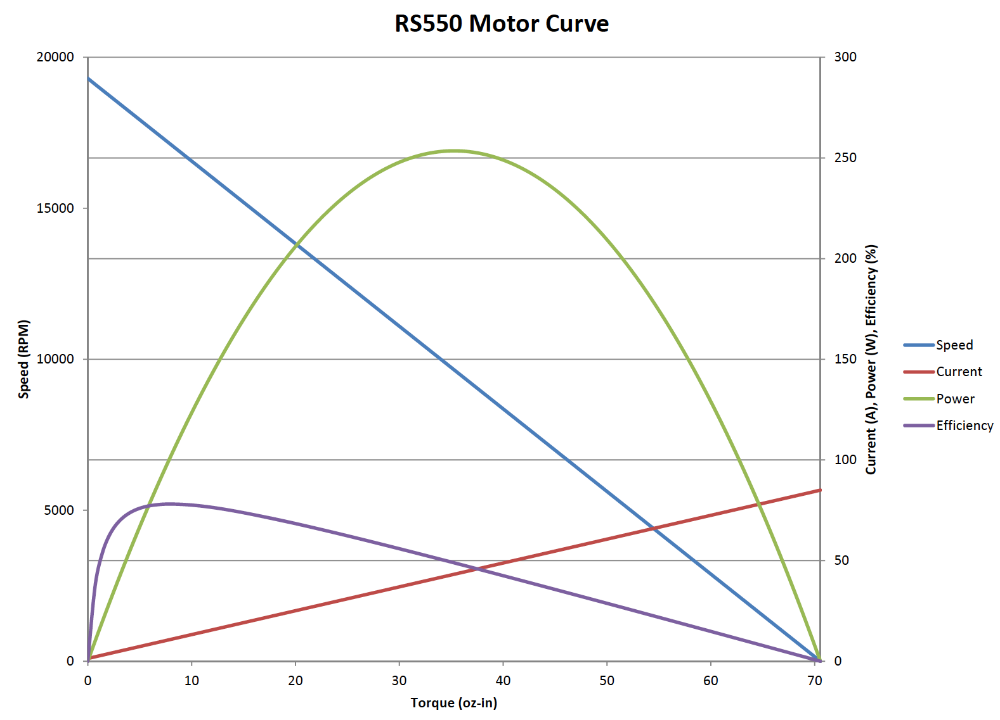 RS550 Motor Curve
20000
15000
10000
5000
0
Speed (RPM)
300
250
200
150
100
50
0
Current (A), Power (W), Efficiency (%)
0 10 20 30 40 50 60 70
Torque (oz-in)
Speed
Current
Power
Efficiency